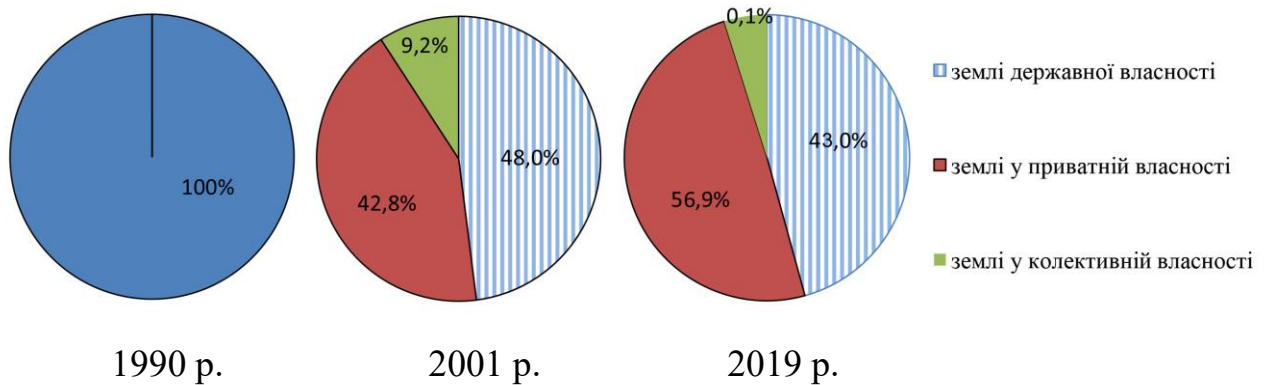 100%
9,2%
48,0%
42,8%
0,1%
43,0%
56,9%
землі державної власності
землі у приватній власності
землі у колективній власності
1990 р.
2001 р.
2019 р.